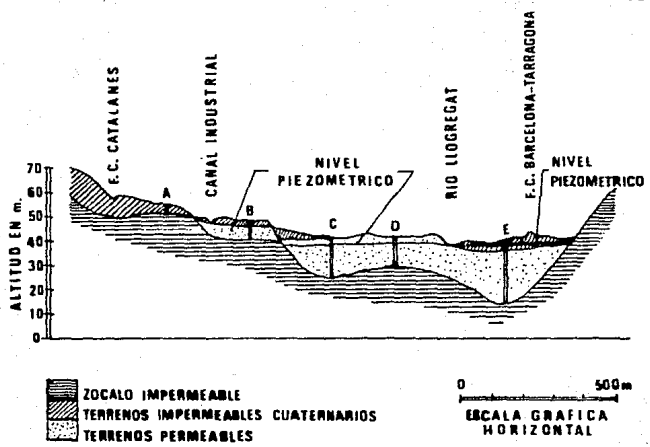 F.C. CATALANES
CANAL INDUSTRIAL
RIO LLOGREGAT
F.C. BARCELONA-TARRAGONA
NIVEL
PIEZOMETRICO
NIVEL
PIEZOMETRICO
ALTITUD EN m.
70
60
50
40
30
20
10
0
A
B
C
D
E
ZOCALO IMPERMEABLE
TERRENOS IMPERMEABLES CUATERNARIOS
TERRENOS PERMEABLES
0 500m
ESCALA GRAFICA
HORIZONTAL